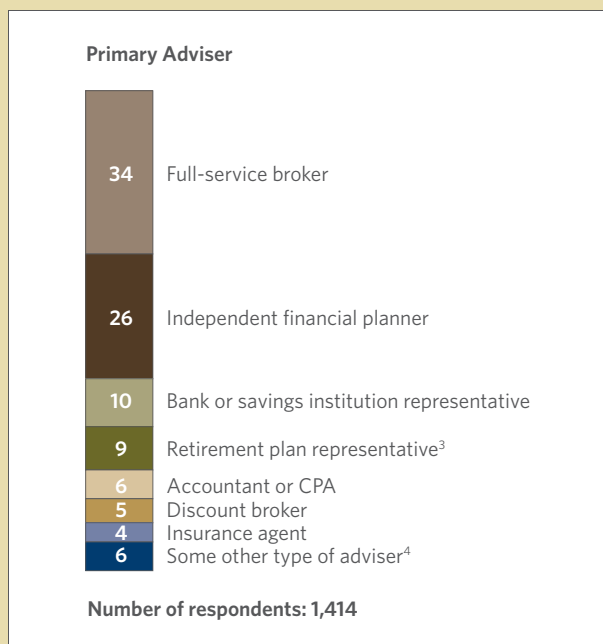 Primary Adviser
34 Full-service broker
26 Independent financial planner
10 Bank or savings institution representative
9 Retirement plan representative³
6 Accountant or CPA
5 Discount broker
4 Insurance agent
6 Some other type of adviser⁴
Number of respondents: 1,414